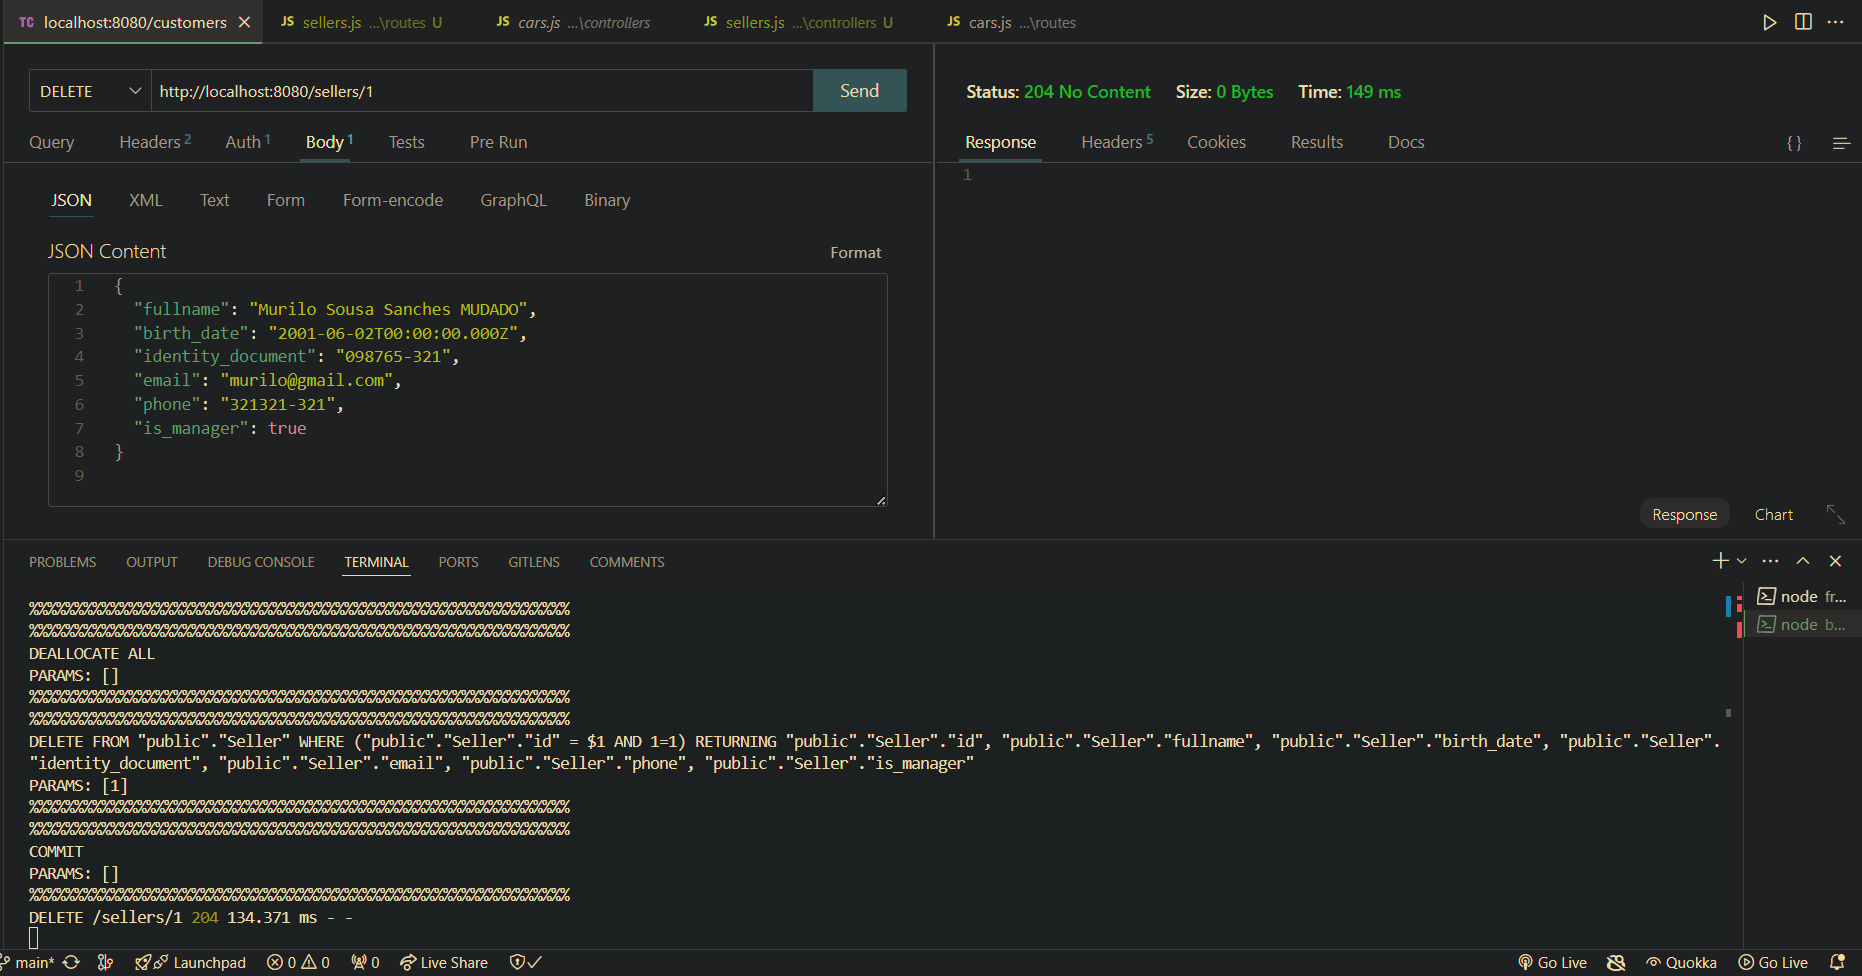 TC localhost:8080/customers
JS sellers.js ...\routes U
JS cars.js ...\controllers
JS sellers.js ...\controllers U
JS cars.js ...\routes
DELETE
http://localhost:8080/sellers/1
Send
Query
Headers 2
Auth 1
Body 1
Tests
Pre Run
JSON
XML
Text
Form
Form-encode
GraphQL
Binary
JSON Content
Format
1 {
2 "fullname": "Murilo Sousa Sanches MUDADO",
3 "birth_date": "2001-06-02T00:00:00.000Z",
4 "identity_document": "098765-321",
5 "email": "murilo@gmail.com",
6 "phone": "321321-321",
7 "is_manager": true
8 }
9
Status: 204 No Content Size: 0 Bytes Time: 149 ms
Response
Headers 5
Cookies
Results
Docs
{ }
1
Response
Chart
PROBLEMS
OUTPUT
DEBUG CONSOLE
TERMINAL
PORTS
GITLENS
COMMENTS
%%%%%%%%%%%%%%%%%%%%%%%%%%%%%%%%%%%%%%%%%%%%%%%%%%%%%%%%%%%%
%%%%%%%%%%%%%%%%%%%%%%%%%%%%%%%%%%%%%%%%%%%%%%%%%%%%%%%%%%%%
DEALLOCATE ALL
PARAMS: []
%%%%%%%%%%%%%%%%%%%%%%%%%%%%%%%%%%%%%%%%%%%%%%%%%%%%%%%%%%%%
%%%%%%%%%%%%%%%%%%%%%%%%%%%%%%%%%%%%%%%%%%%%%%%%%%%%%%%%%%%%
DELETE FROM "public"."Seller" WHERE ("public"."Seller"."id" = $1 AND 1=1) RETURNING "public"."Seller"."id", "public"."Seller"."fullname", "public"."Seller"."birth_date", "public"."Seller".
"identity_document", "public"."Seller"."email", "public"."Seller"."phone", "public"."Seller"."is_manager"
PARAMS: [1]
%%%%%%%%%%%%%%%%%%%%%%%%%%%%%%%%%%%%%%%%%%%%%%%%%%%%%%%%%%%%
%%%%%%%%%%%%%%%%%%%%%%%%%%%%%%%%%%%%%%%%%%%%%%%%%%%%%%%%%%%%
COMMIT
PARAMS: []
%%%%%%%%%%%%%%%%%%%%%%%%%%%%%%%%%%%%%%%%%%%%%%%%%%%%%%%%%%%%
DELETE /sellers/1 204 134.371 ms - -
node fr...
node b...
main*
Launchpad
0
0
0
Live Share
Go Live
Quokka
Go Live